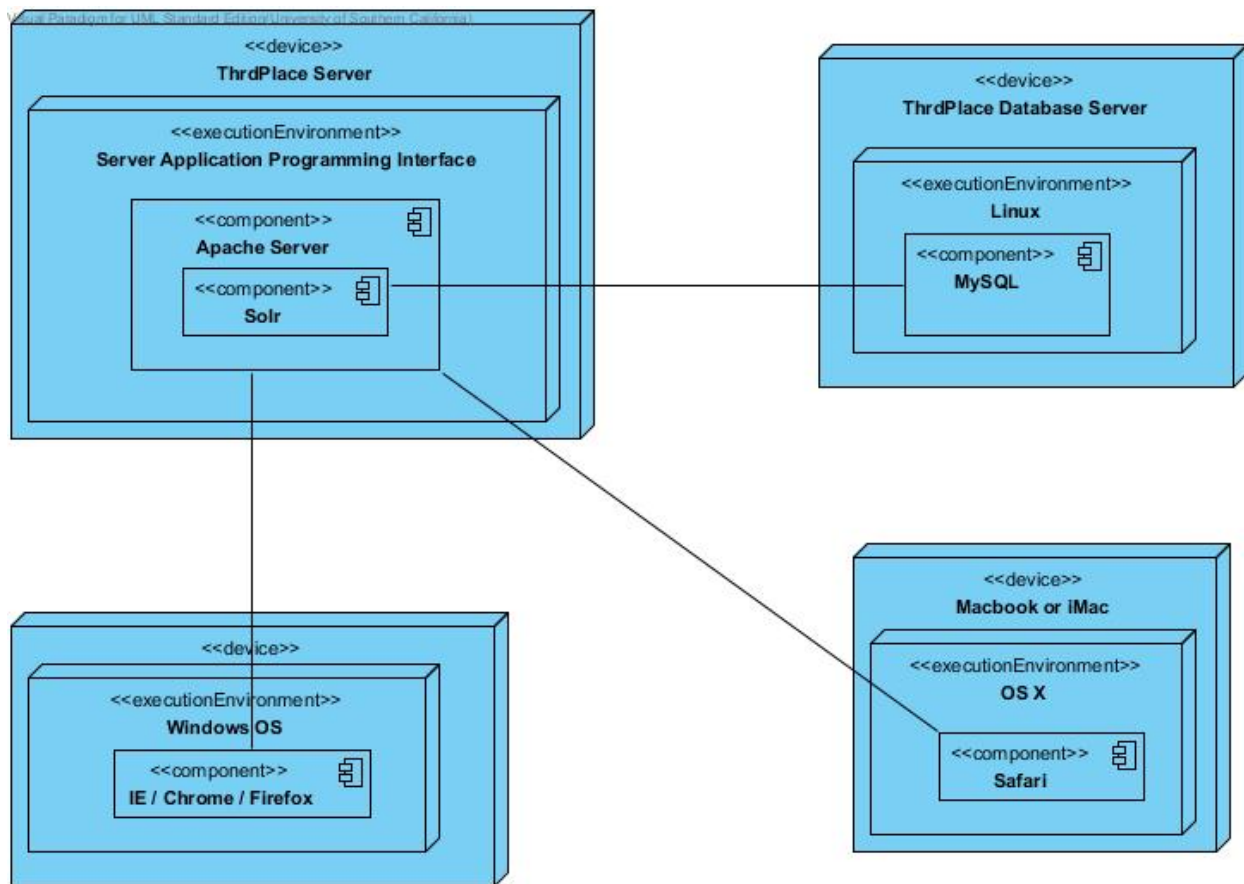 Visual Paradigm for UML Standard Edition(University of Southern California)
<<device>>
ThrdPlace Server
<<executionEnvironment>>
Server Application Programming Interface
<<component>>
Apache Server
<<component>>
Solr
<<device>>
ThrdPlace Database Server
<<executionEnvironment>>
Linux
<<component>>
MySQL
<<device>>
<<executionEnvironment>>
Windows OS
<<component>>
IE / Chrome / Firefox
<<device>>
Macbook or iMac
<<executionEnvironment>>
OS X
<<component>>
Safari